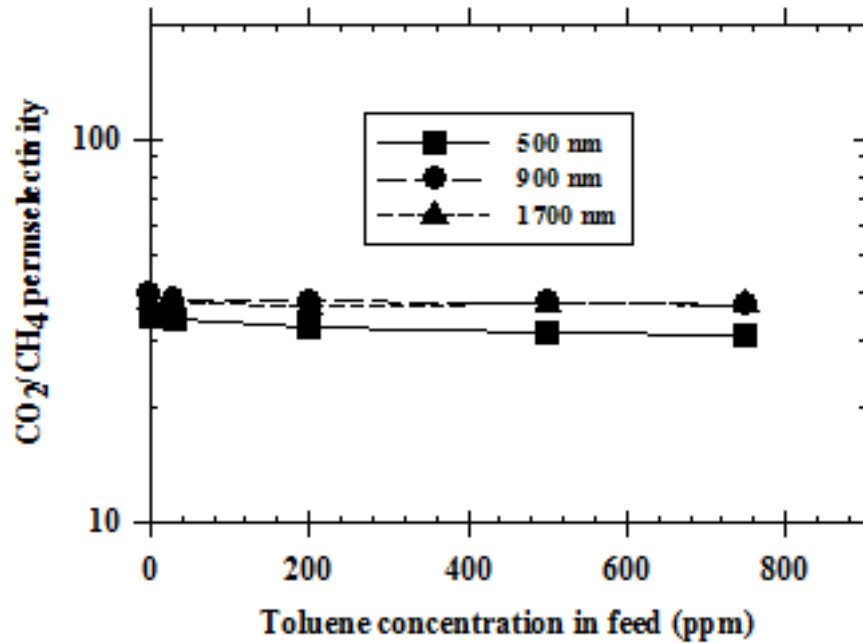 CO2/CH4 permselectivity
100
10
500 nm
900 nm
1700 nm
0 200 400 600 800
Toluene concentration in feed (ppm)